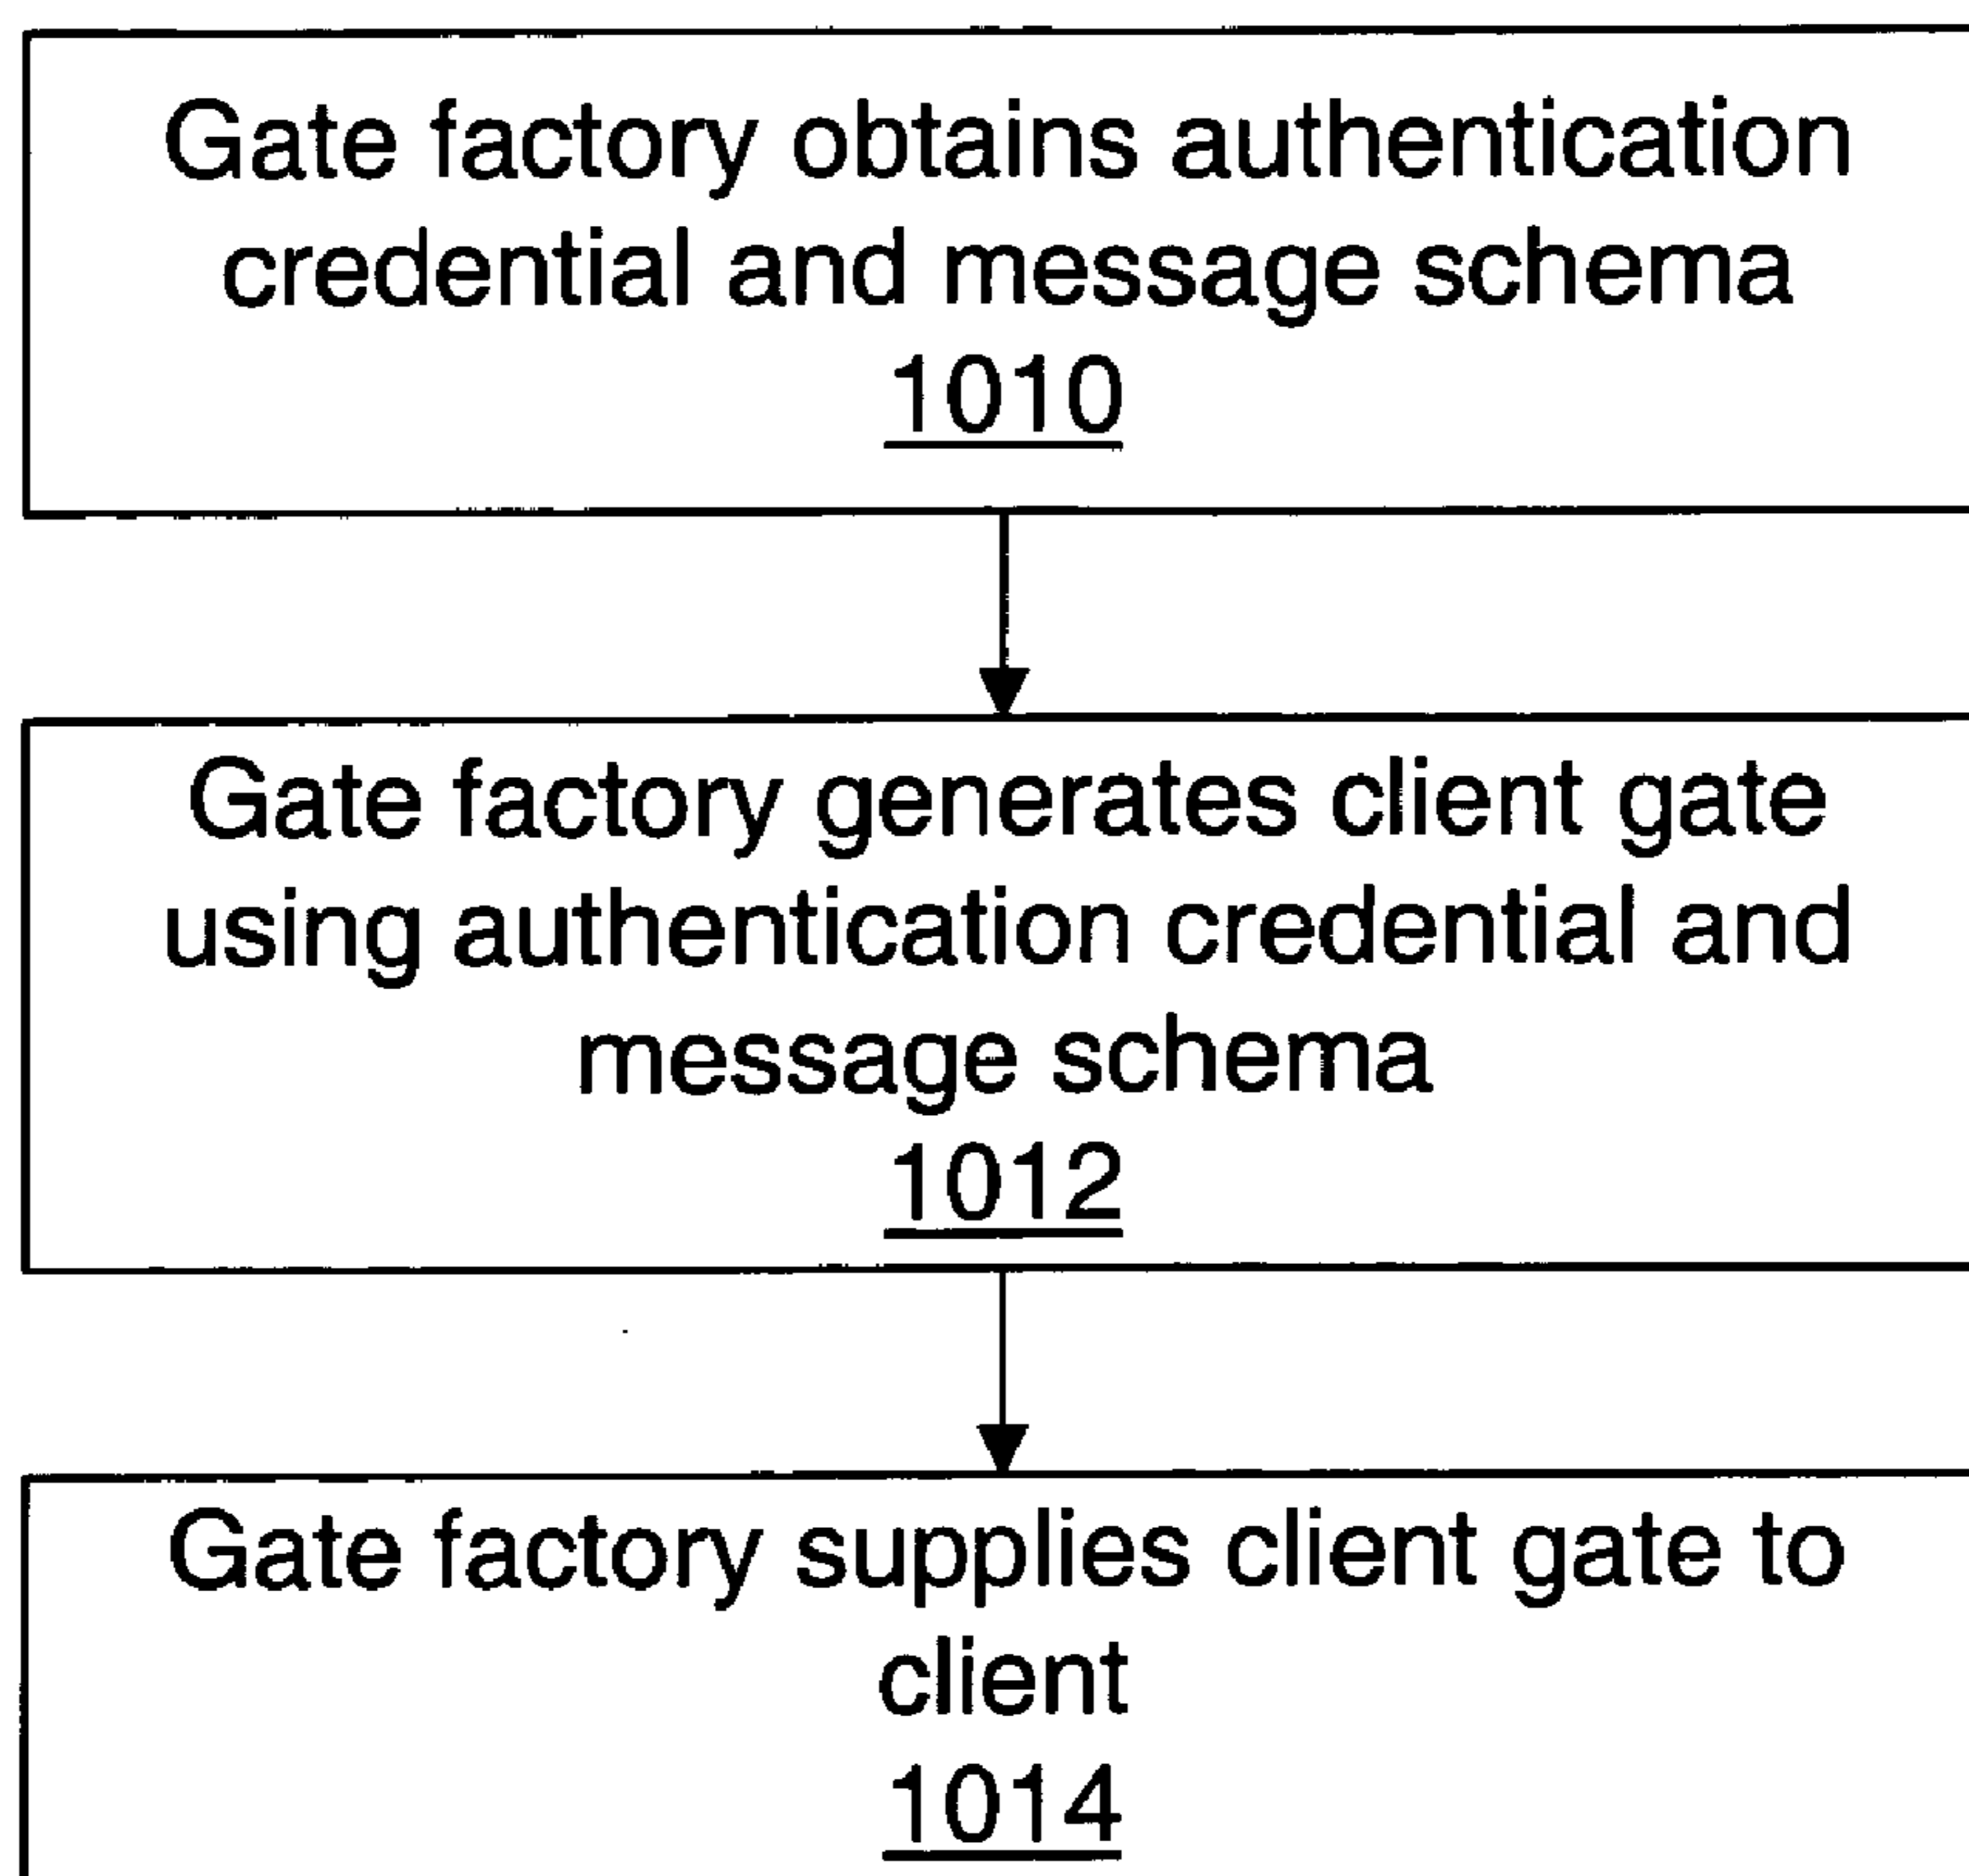 Gate factory obtains authentication
credential and message schema
1010
Gate factory generates client gate
using authentication credential and
message schema
1012
Gate factory supplies client gate to
client
1014